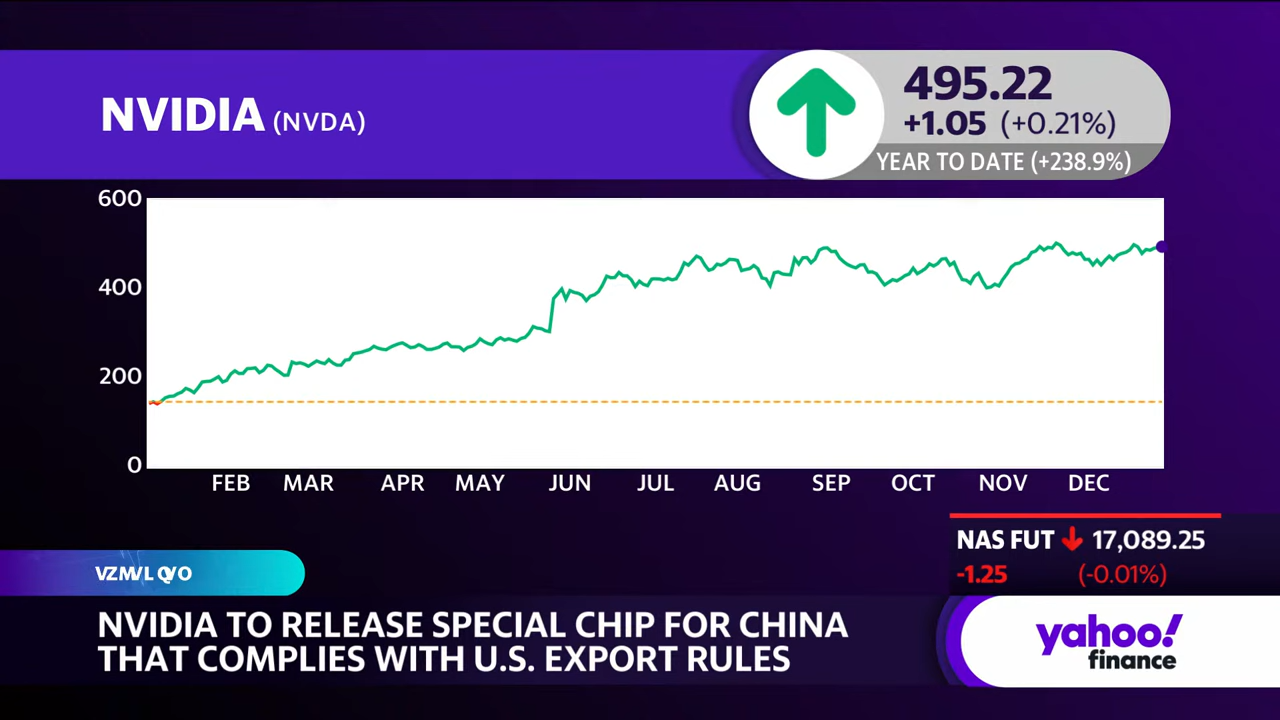 NVIDIA (NVDA)
495.22
+1.05 (+0.21%)
YEAR TO DATE (+238.9%)
600
400
200
0
FEB MAR APR MAY JUN JUL AUG SEP OCT NOV DEC
NAS FUT 17,089.25
-1.25 (-0.01%)
NVIDIA TO RELEASE SPECIAL CHIP FOR CHINA
THAT COMPLIES WITH U.S. EXPORT RULES
yahoo!
finance